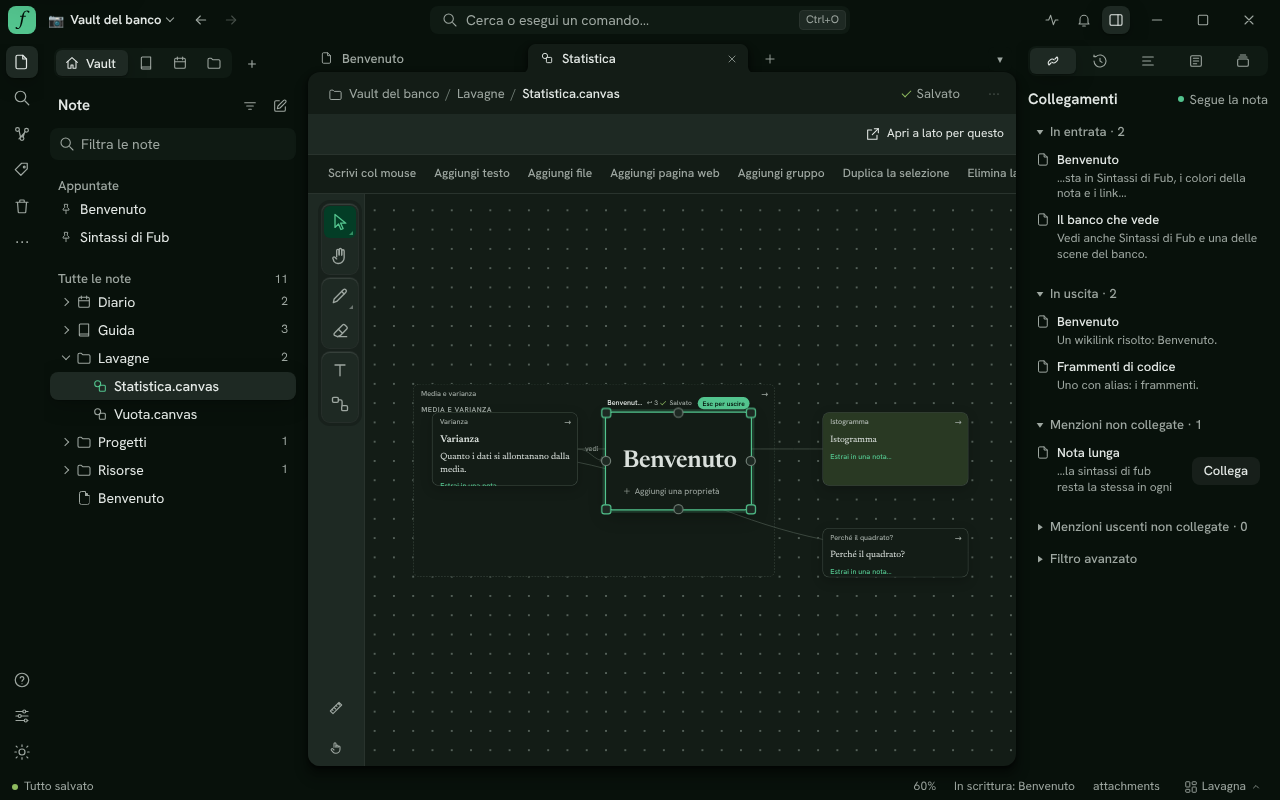 Vault del banco
Cerca o esegui un comando…
Ctrl+O
Vault
Note
Filtra le note
Appuntate
Benvenuto
Sintassi di Fub
Tutte le note 11
Diario 2
Guida 3
Lavagne 2
Statistica.canvas
Vuota.canvas
Progetti 1
Risorse 1
Benvenuto
Tutto salvato
Benvenuto
Statistica
Vault del banco / Lavagne / Statistica.canvas
Salvato
Apri a lato per questo
Scrivi col mouse
Aggiungi testo
Aggiungi file
Aggiungi pagina web
Aggiungi gruppo
Duplica la selezione
Elimina la
Media e varianza
MEDIA E VARIANZA
Varianza
Varianza
Quanto i dati si allontanano dalla
media.
Estrai in una nota…
vedi
Benvenut… 3 Salvato
Esc per uscire
Benvenuto
Aggiungi una proprietà
Istogramma
Istogramma
Estrai in una nota…
Perché il quadrato?
Perché il quadrato?
Estrai in una nota…
Collegamenti
Segue la nota
In entrata · 2
Benvenuto
…sta in Sintassi di Fub, i colori della
nota e i link…
Il banco che vede
Vedi anche Sintassi di Fub e una delle
scene del banco.
In uscita · 2
Benvenuto
Un wikilink risolto: Benvenuto.
Frammenti di codice
Uno con alias: i frammenti.
Menzioni non collegate · 1
Nota lunga
…la sintassi di fub
resta la stessa in ogni
Collega
Menzioni uscenti non collegate · 0
Filtro avanzato
60%
In scrittura: Benvenuto
attachments
Lavagna